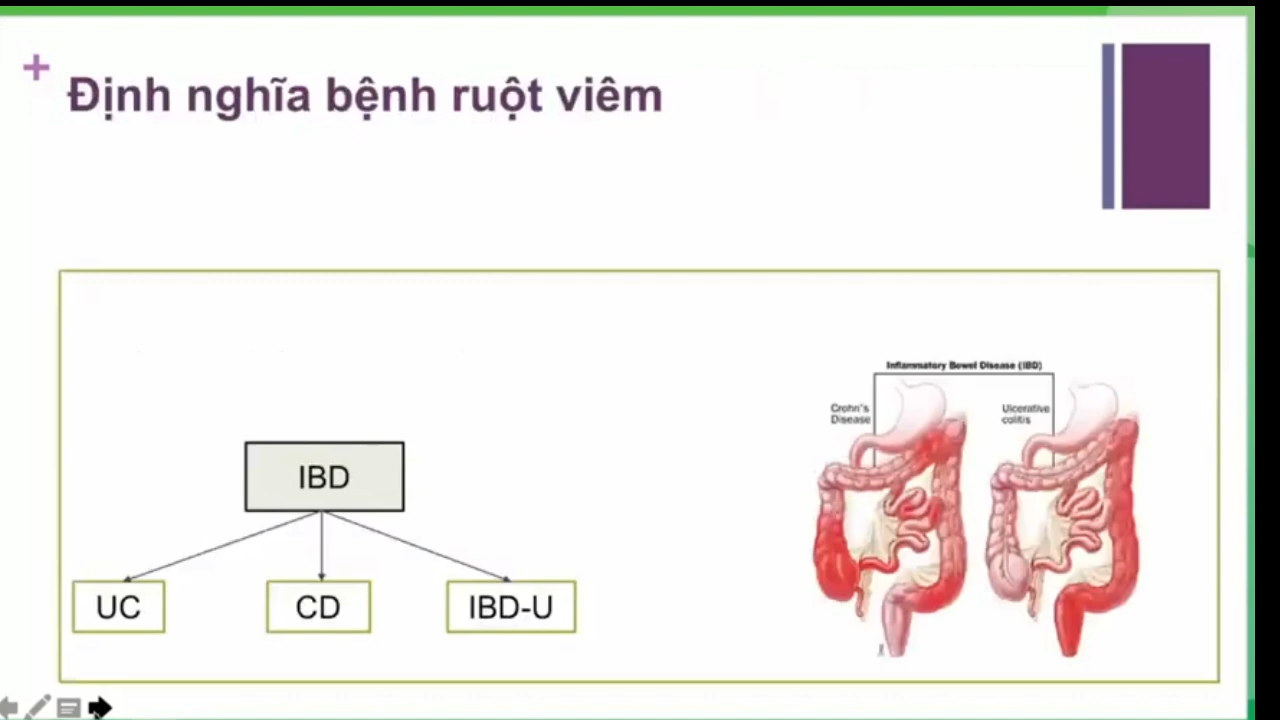 +
Định nghĩa bệnh ruột viêm
Inflammatory Bowel Disease (IBD)
Crohn's
Disease
Ulcerative
colitis
IBD
UC
CD
IBD-U